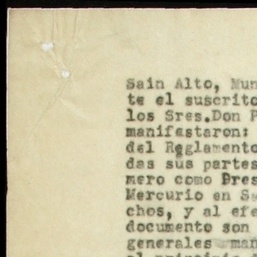 Sain Alto, Mun
te el suscrito
los Sres.Don P
manifestaron:
del Reglamento
das sus partes
mero como Pres
Mercurio en S
chos, y al efe
documento son
generales man